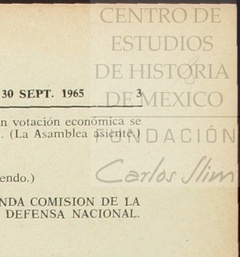 CENTRO DE
ESTUDIOS
DE HISTORIA
30 SEPT. 1965 3
DE MEXICO
n votación económica se
. (La Asamblea asiente.)
FUNDACIÓN
Carlos Slim
endo.)
NDA COMISION DE LA
DEFENSA NACIONAL.